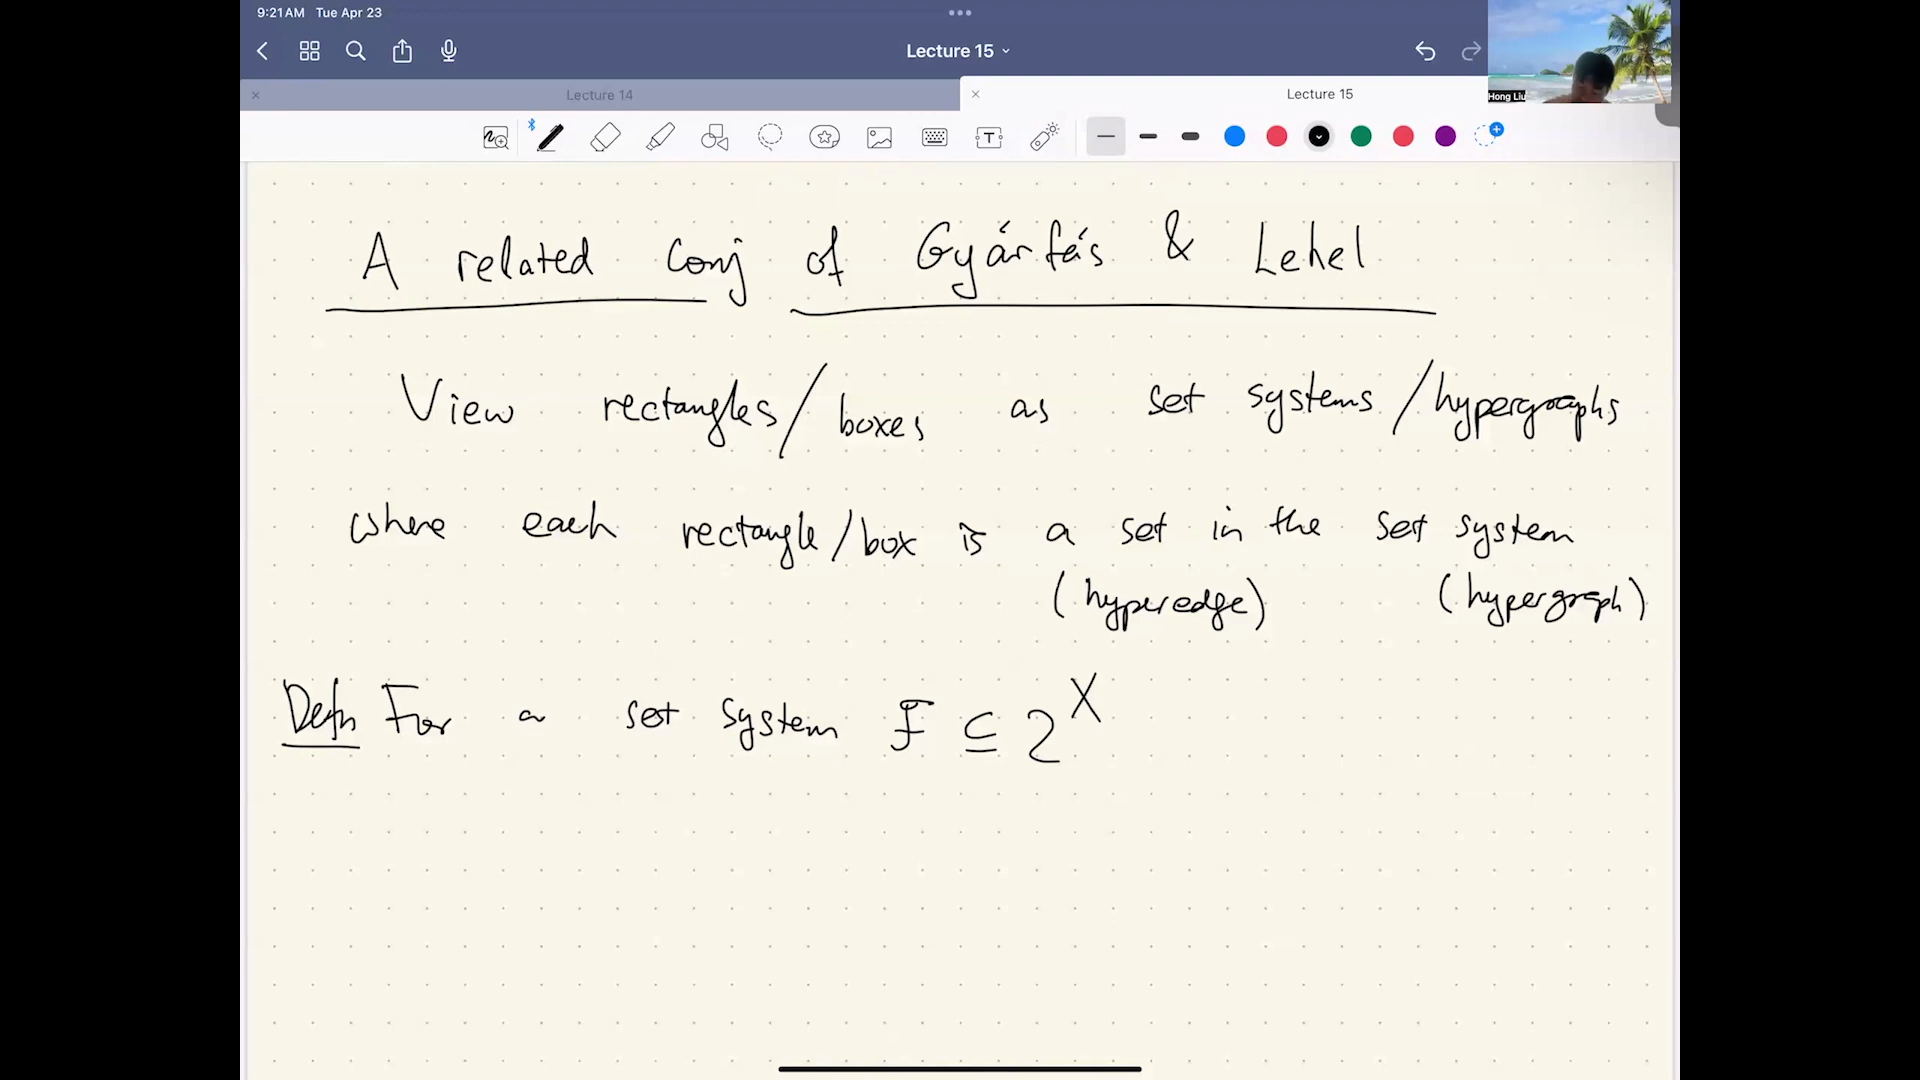 9:21AM Tue Apr 23
Lecture 15
Lecture 14
Lecture 15
Hong Liu
A related Conj of Gyárfás & Lehel
View rectangles/boxes as set systems/hypergraphs
where each rectangle/box is a set in the set system
(hyperedge) (hypergraph)
Defn For a set system F ⊆ 2^X